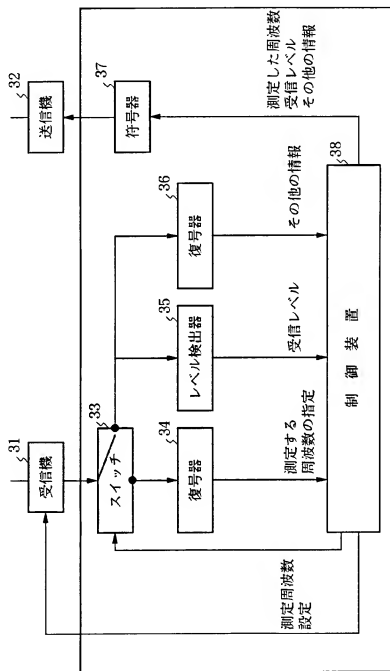 31
受信機
32
送信機
33
スイッチ
37
符号器
34
復号器
35
レベル検出器
36
復号器
測定する
周波数の指定
受信レベル
その他の情報
測定した周波数
受信レベル
その他の情報
測定周波数
設定
38
制御装置